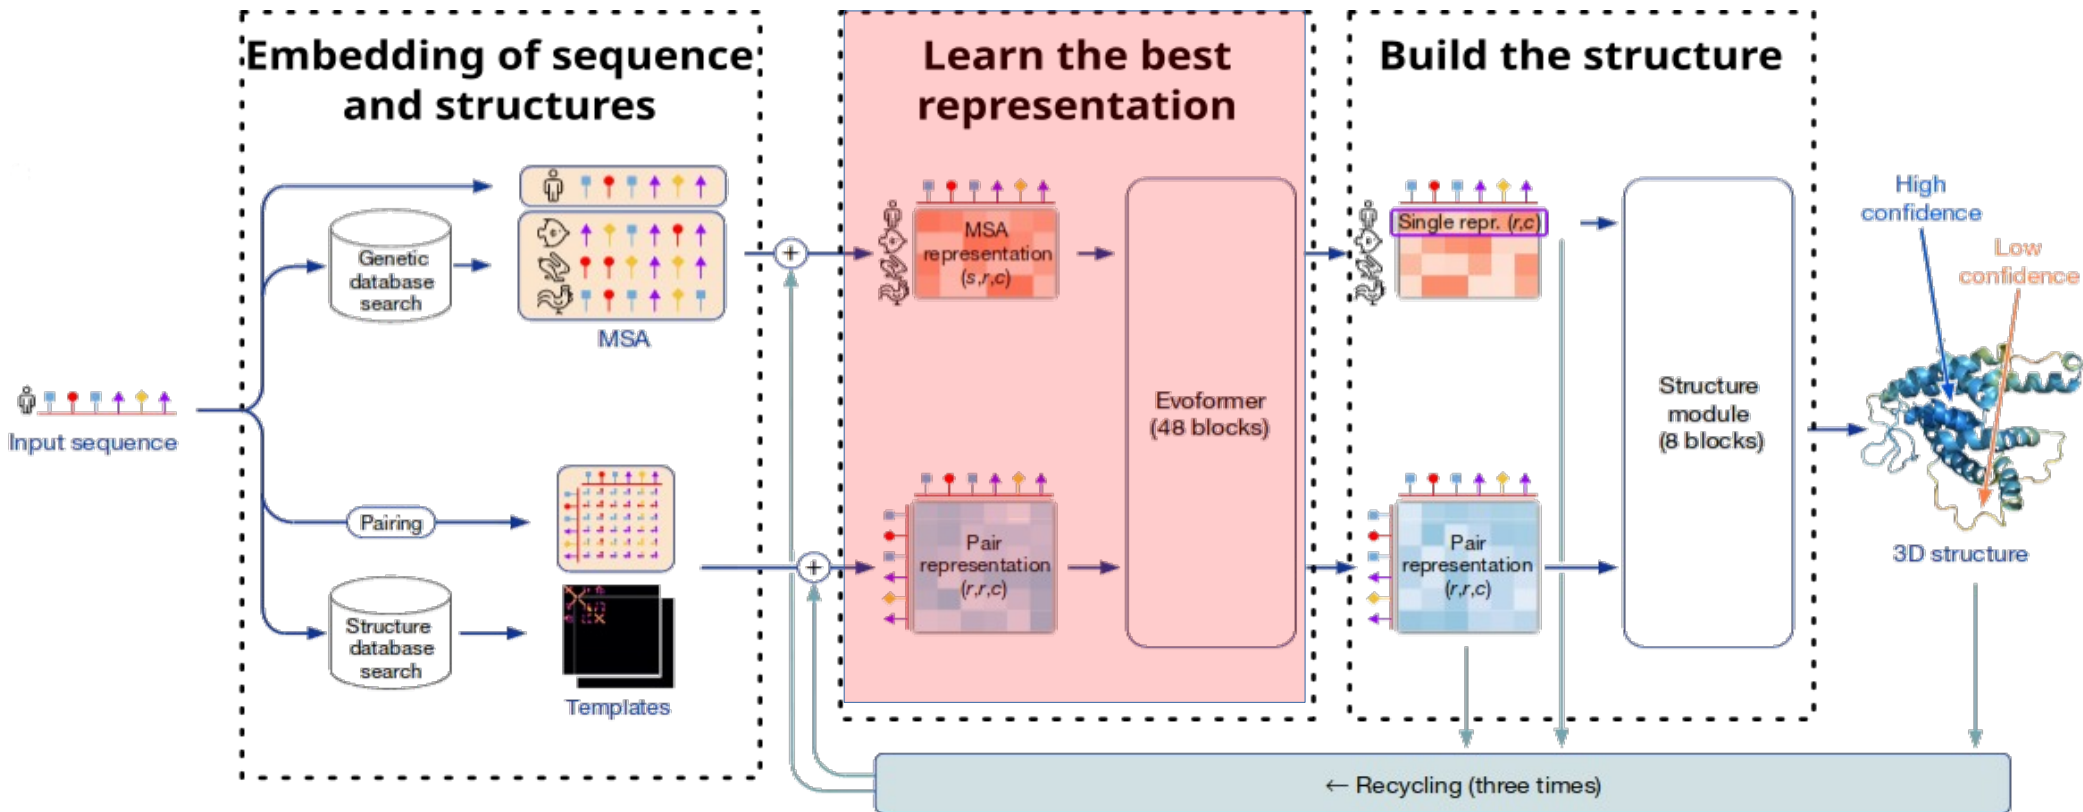 Embedding of sequence
and structures
Learn the best
representation
Build the structure
Input sequence
Genetic
database
search
MSA
Pairing
Structure
database
search
Templates
+
+
MSA
representation
(s,r,c)
Pair
representation
(r,r,c)
Evoformer
(48 blocks)
Single repr. (r,c)
Pair
representation
(r,r,c)
Structure
module
(8 blocks)
High
confidence
Low
confidence
3D structure
← Recycling (three times)